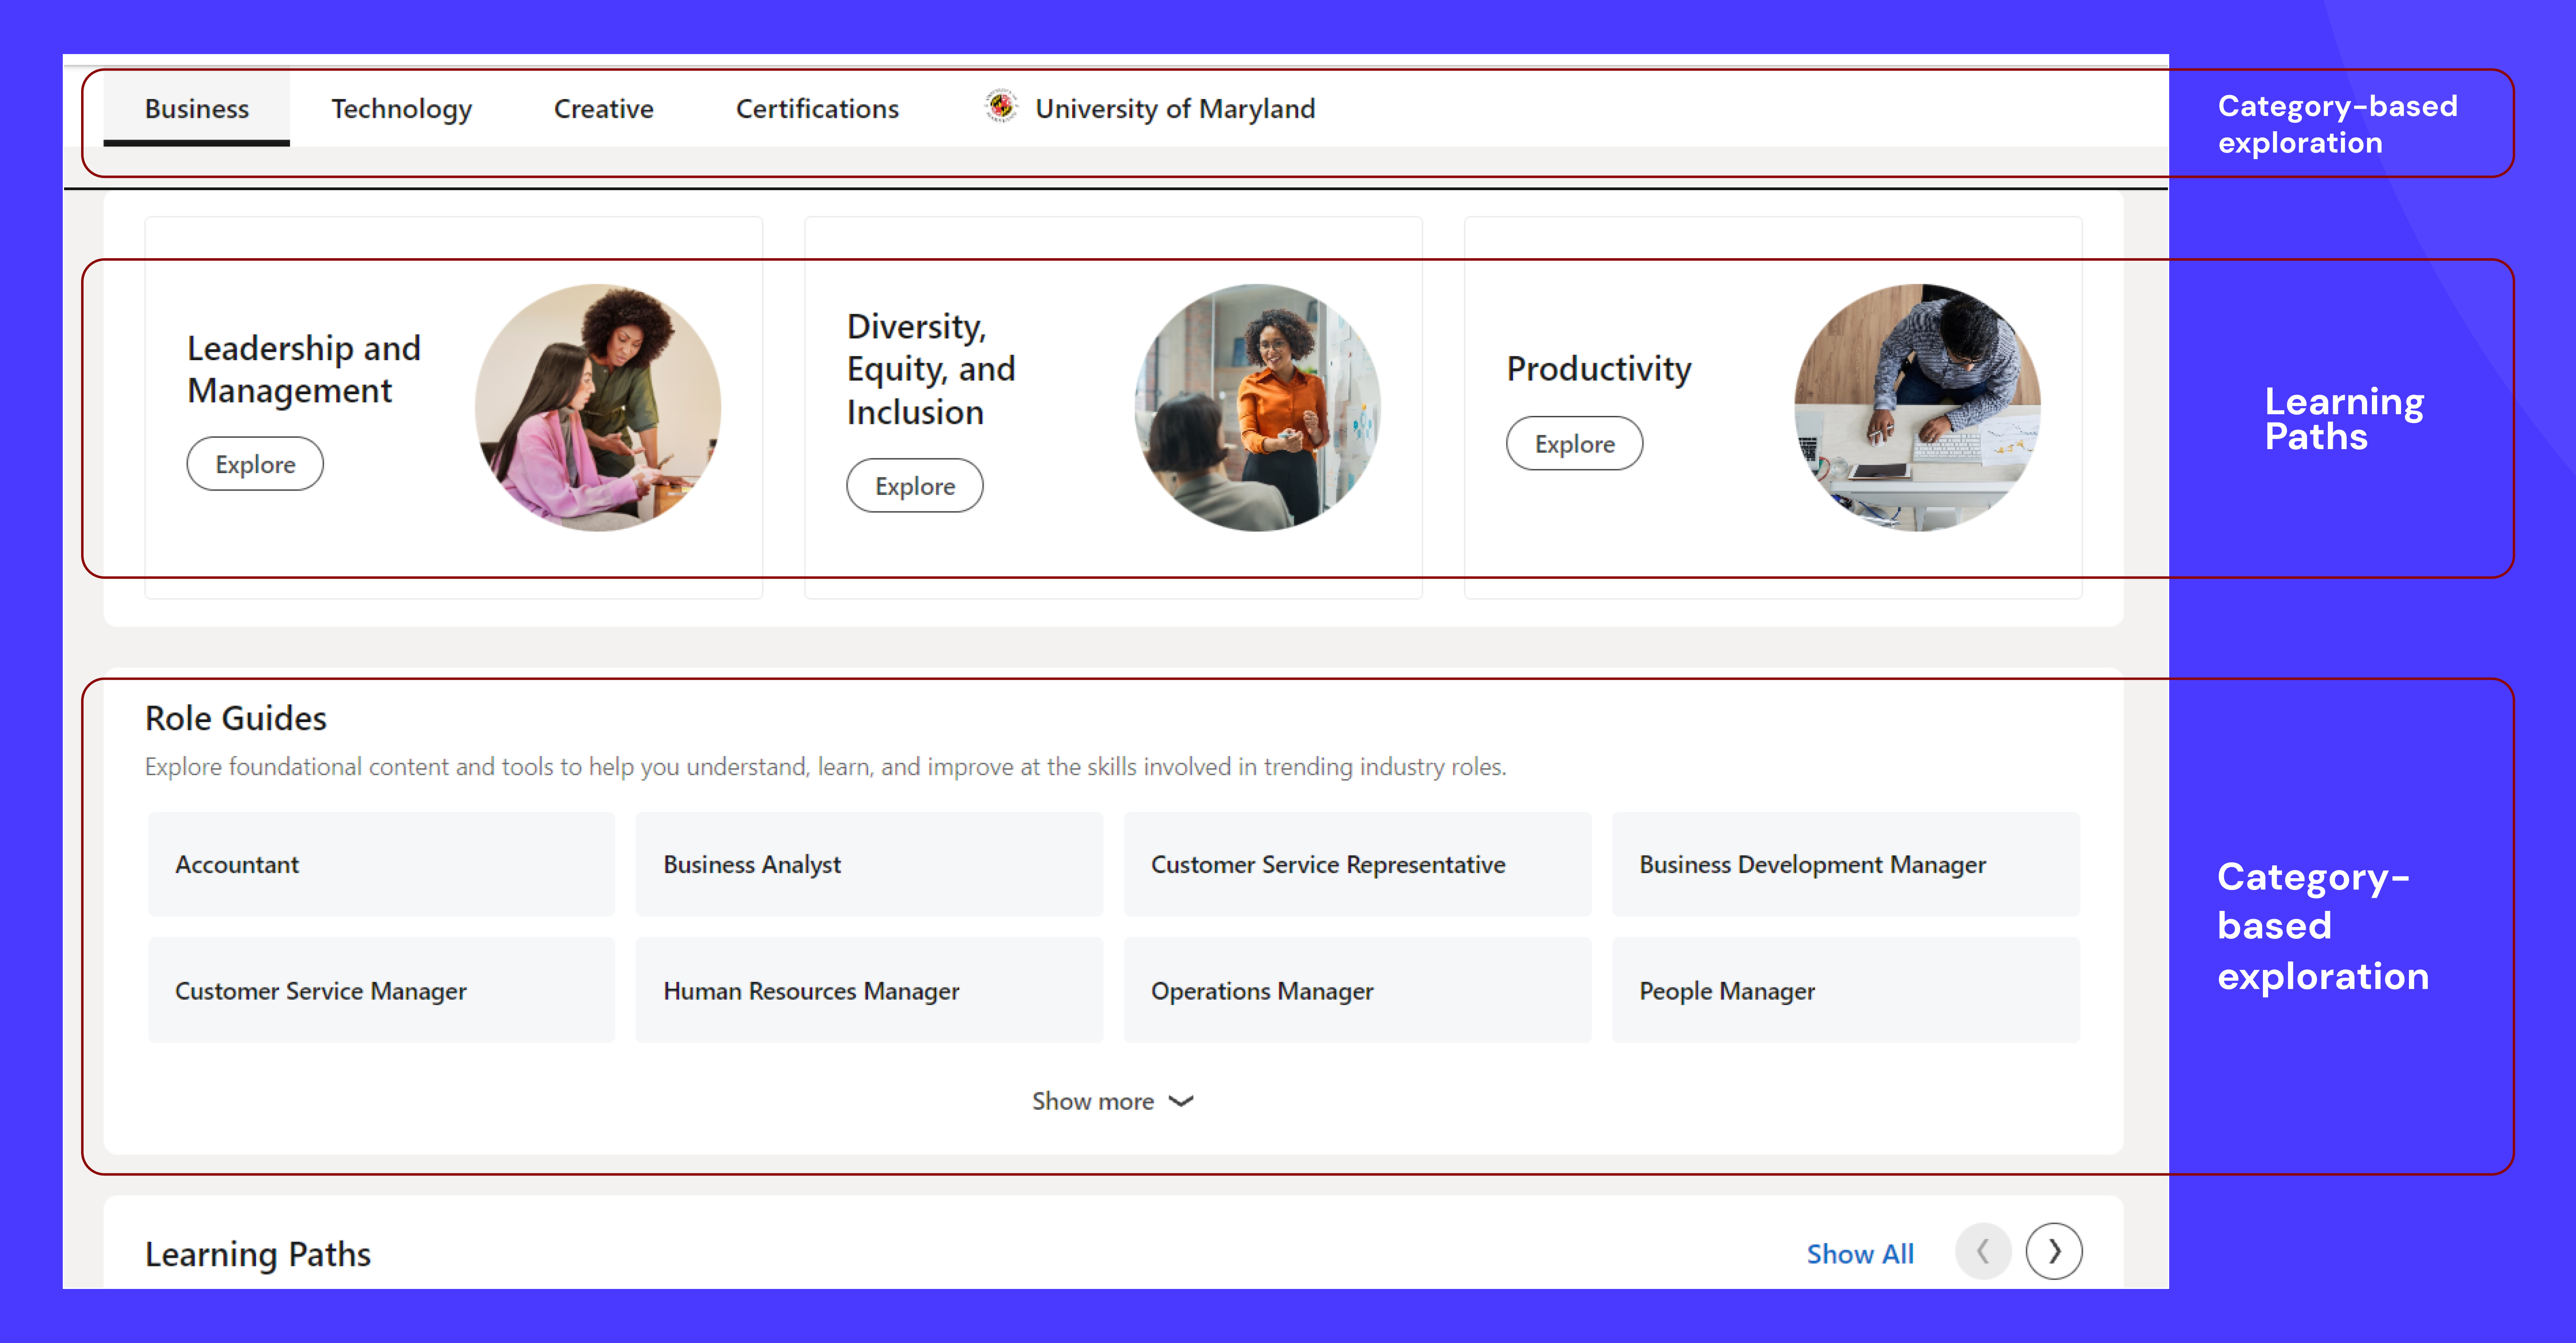 Business Technology Creative Certifications University of Maryland
Category-based
exploration
Leadership and
Management
Explore
Diversity,
Equity, and
Inclusion
Explore
Productivity
Explore
Learning
Paths
Role Guides
Explore foundational content and tools to help you understand, learn, and improve at the skills involved in trending industry roles.
Accountant Business Analyst Customer Service Representative Business Development Manager
Customer Service Manager Human Resources Manager Operations Manager People Manager
Show more
Category-
based
exploration
Learning Paths Show All